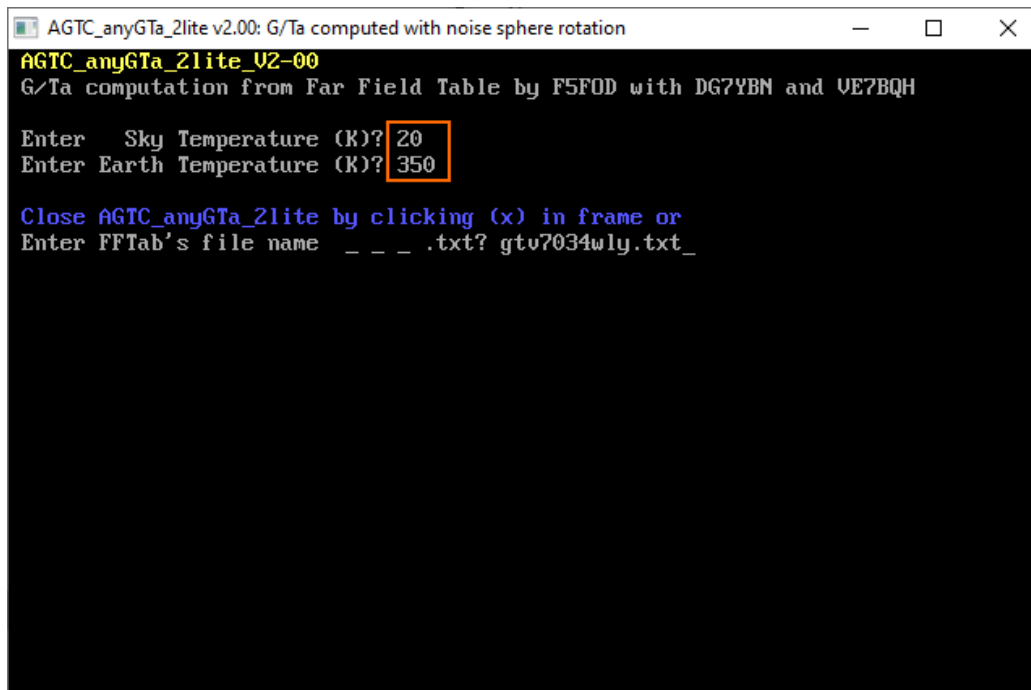 AGTC_anyGTa_2lite v2.00: G/Ta computed with noise sphere rotation
AGTC_anyGTa_2lite_V2-00
G/Ta computation from Far Field Table by F5FOD with DG7YBN and VE7BQH
Enter   Sky Temperature (K)? 20
Enter Earth Temperature (K)? 350
Close AGTC_anyGTa_2lite by clicking (x) in frame or
Enter FFTab's file name  _ _ _ .txt? gtv7034wly.txt_